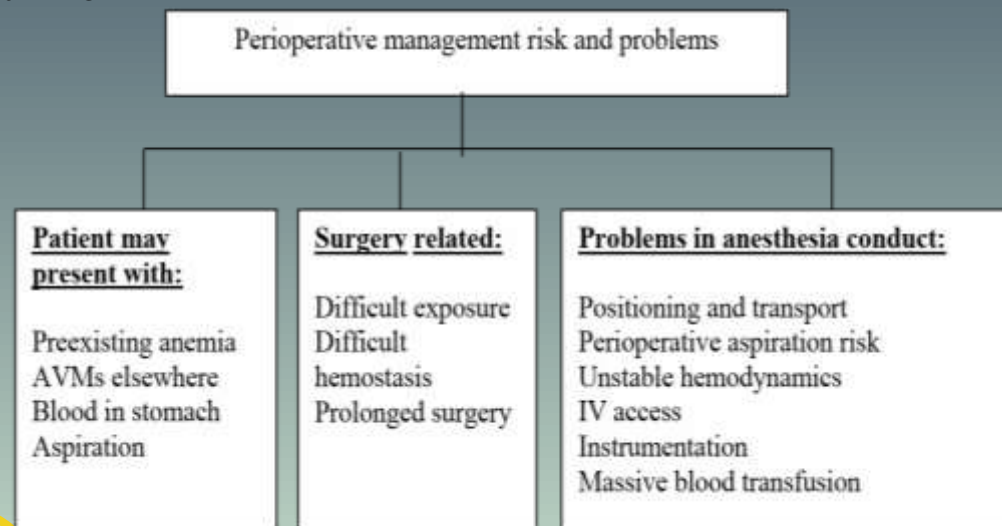 Perioperative management risk and problems
Patient may
present with:
Preexisting anemia
AVMs elsewhere
Blood in stomach
Aspiration
Surgery related:
Difficult exposure
Difficult
hemostasis
Prolonged surgery
Problems in anesthesia conduct:
Positioning and transport
Perioperative aspiration risk
Unstable hemodynamics
IV access
Instrumentation
Massive blood transfusion